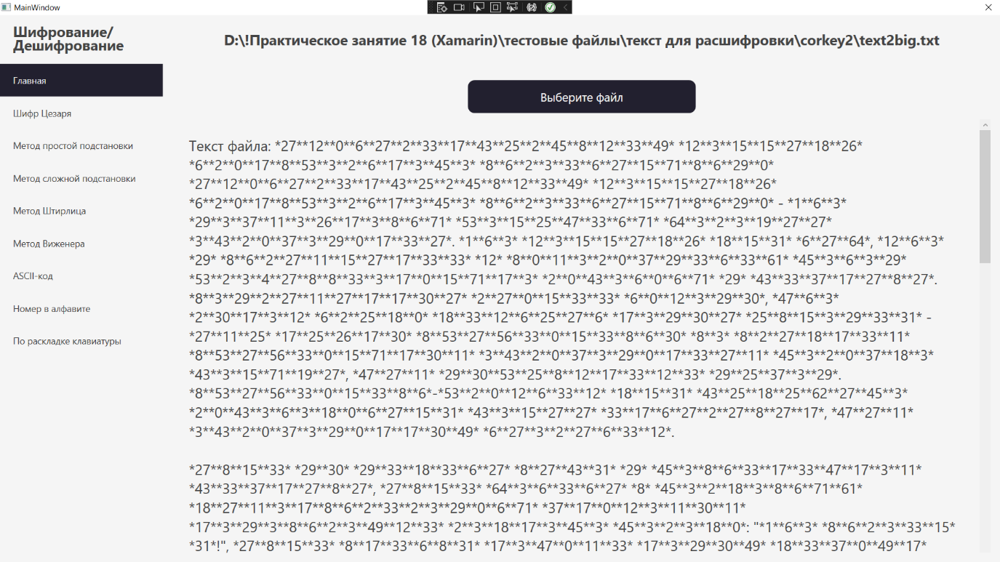 MainWindow
Шифрование/
Дешифрование
D:\!Практическое занятие 18 (Xamarin)\тестовые файлы\текст для расшифровки\corkey2\text2big.txt
Главная
Выберите файл
Шифр Цезаря
Метод простой подстановки
Метод сложной подстановки
Метод Штирлица
Метод Виженера
ASCII-код
Номер в алфавите
По раскладке клавиатуры
Текст файла: *27**12**0**6**27**2**33**17**43**25**2**45**8**12**33**49* *12**3**15**15**27**18**26*
*6**2**0**17**8**53**3**2**6**17**3**45**3* *8**6**2**3**33**6**27**15**71**8**6**29**0*
*27**12**0**6**27**2**33**17**43**25**2**45**8**12**33**49* *12**3**15**15**27**18**26*
*6**2**0**17**8**53**3**2**6**17**3**45**3* *8**6**2**3**33**6**27**15**71**8**6**29**0* - *1**6**3*
*29**3**37**11**3**26**17**3**8**6**71* *53**3**15**25**47**33**6**71* *64**3**2**3**19**27**27*
*3**43**2**0**37**3**29**0**17**33**27*. *1**6**3* *12**3**15**15**27**18**26* *18**15**31* *6**27**64*, *12**6**3*
*29* *8**6**2**27**11**15**27**17**33**33* *12* *8**0**11**3**2**0**37**29**33**6**33**61* *45**3**6**3**29*
*53**2**3**4**27**8**8**33**3**17**0**15**71**17**3* *2**0**43**3**6**0**6**71* *29* *43**33**37**17**27**8**27*.
*8**3**29**2**27**11**27**17**17**30**27* *2**27**0**15**33**33* *6**0**12**3**29**30*, *47**6**3*
*2**30**17**3**12* *6**2**25**18**0* *18**33**12**6**25**27**6* *17**3**29**30**27* *25**8**15**3**29**33**31* -
*27**11**25* *17**25**26**17**30* *8**53**27**56**33**0**15**33**8**6**30* *8**3* *8**2**27**18**17**33**11*
*8**53**27**56**33**0**15**71**17**30**11* *3**43**2**0**37**3**29**0**17**33**27**11* *45**3**2**0**37**18**3*
*43**3**15**71**19**27*, *47**27**11* *29**30**53**25**8**12**17**33**12**33* *29**25**37**3**29*.
*8**53**27**56**33**0**15**33**8**6*-*53**2**0**12**6**33**12* *18**15**31* *43**25**18**25**62**27**45**3*
*2**0**43**3**6**3**18**0**6**27**15**31* *43**3**15**27**27* *33**17**6**27**2**27**8**27**17*, *47**27**11*
*3**43**2**0**37**3**29**0**17**17**30**49* *6**27**3**2**27**6**33**12*.
*27**8**15**33* *29**30* *29**33**18**33**6**27* *8**27**43**31* *29* *45**3**8**6**33**17**33**47**17**3**11*
*43**33**37**17**27**8**27*, *27**8**15**33* *64**3**6**33**6**27* *8* *45**3**2**18**3**8**6**71**61*
*18**27**11**3**17**8**6**2**33**2**3**29**0**6**71* *37**17**0**12**3**11**30**11*
*17**3**29**3**8**6**2**3**49**12**33* *2**3**18**17**3**45**3* *45**3**2**3**18**0*: "*1**6**3* *8**6**2**3**33**15*
*31*!", *27**8**15**33* *8**17**33**6**8**31* *17**3**47**0**11**33* *17**3**29**30**49* *18**33**37**0**49**17*